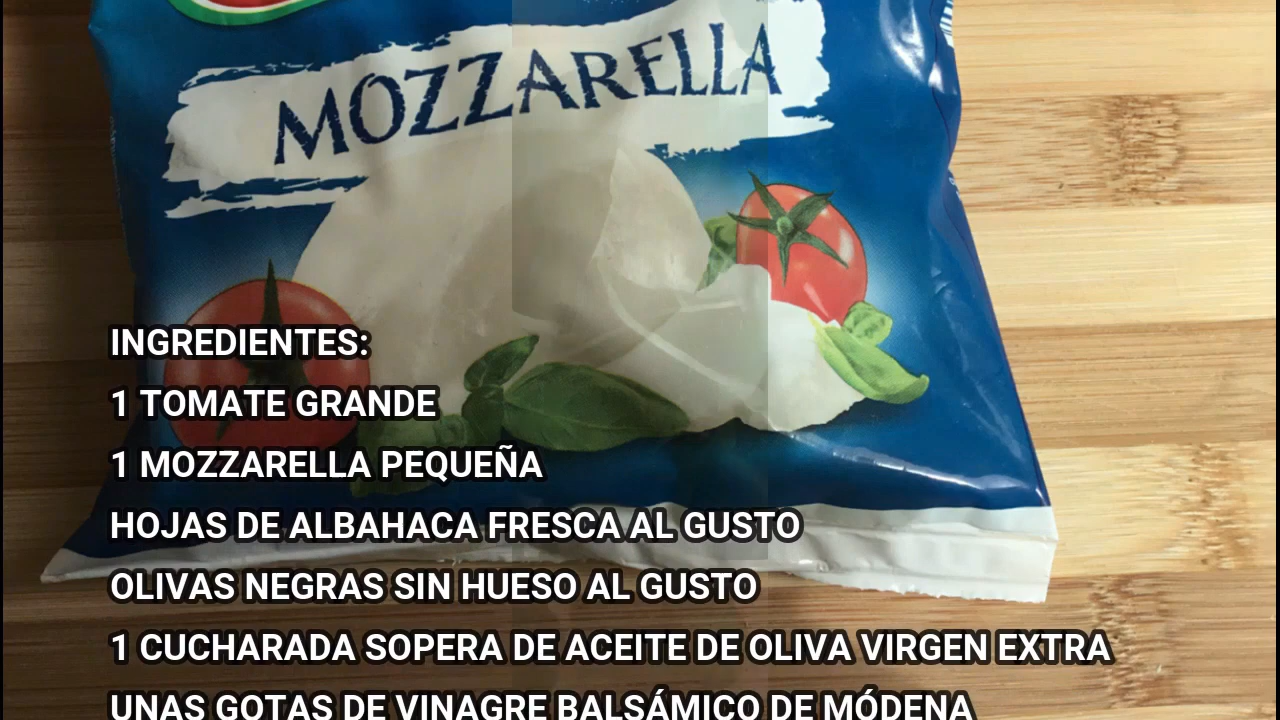 MOZZARELLA
INGREDIENTES:
1 TOMATE GRANDE
1 MOZZARELLA PEQUEÑA
HOJAS DE ALBAHACA FRESCA AL GUSTO
OLIVAS NEGRAS SIN HUESO AL GUSTO
1 CUCHARADA SOPERA DE ACEITE DE OLIVA VIRGEN EXTRA
UNAS GOTAS DE VINAGRE BALSÁMICO DE MÓDENA